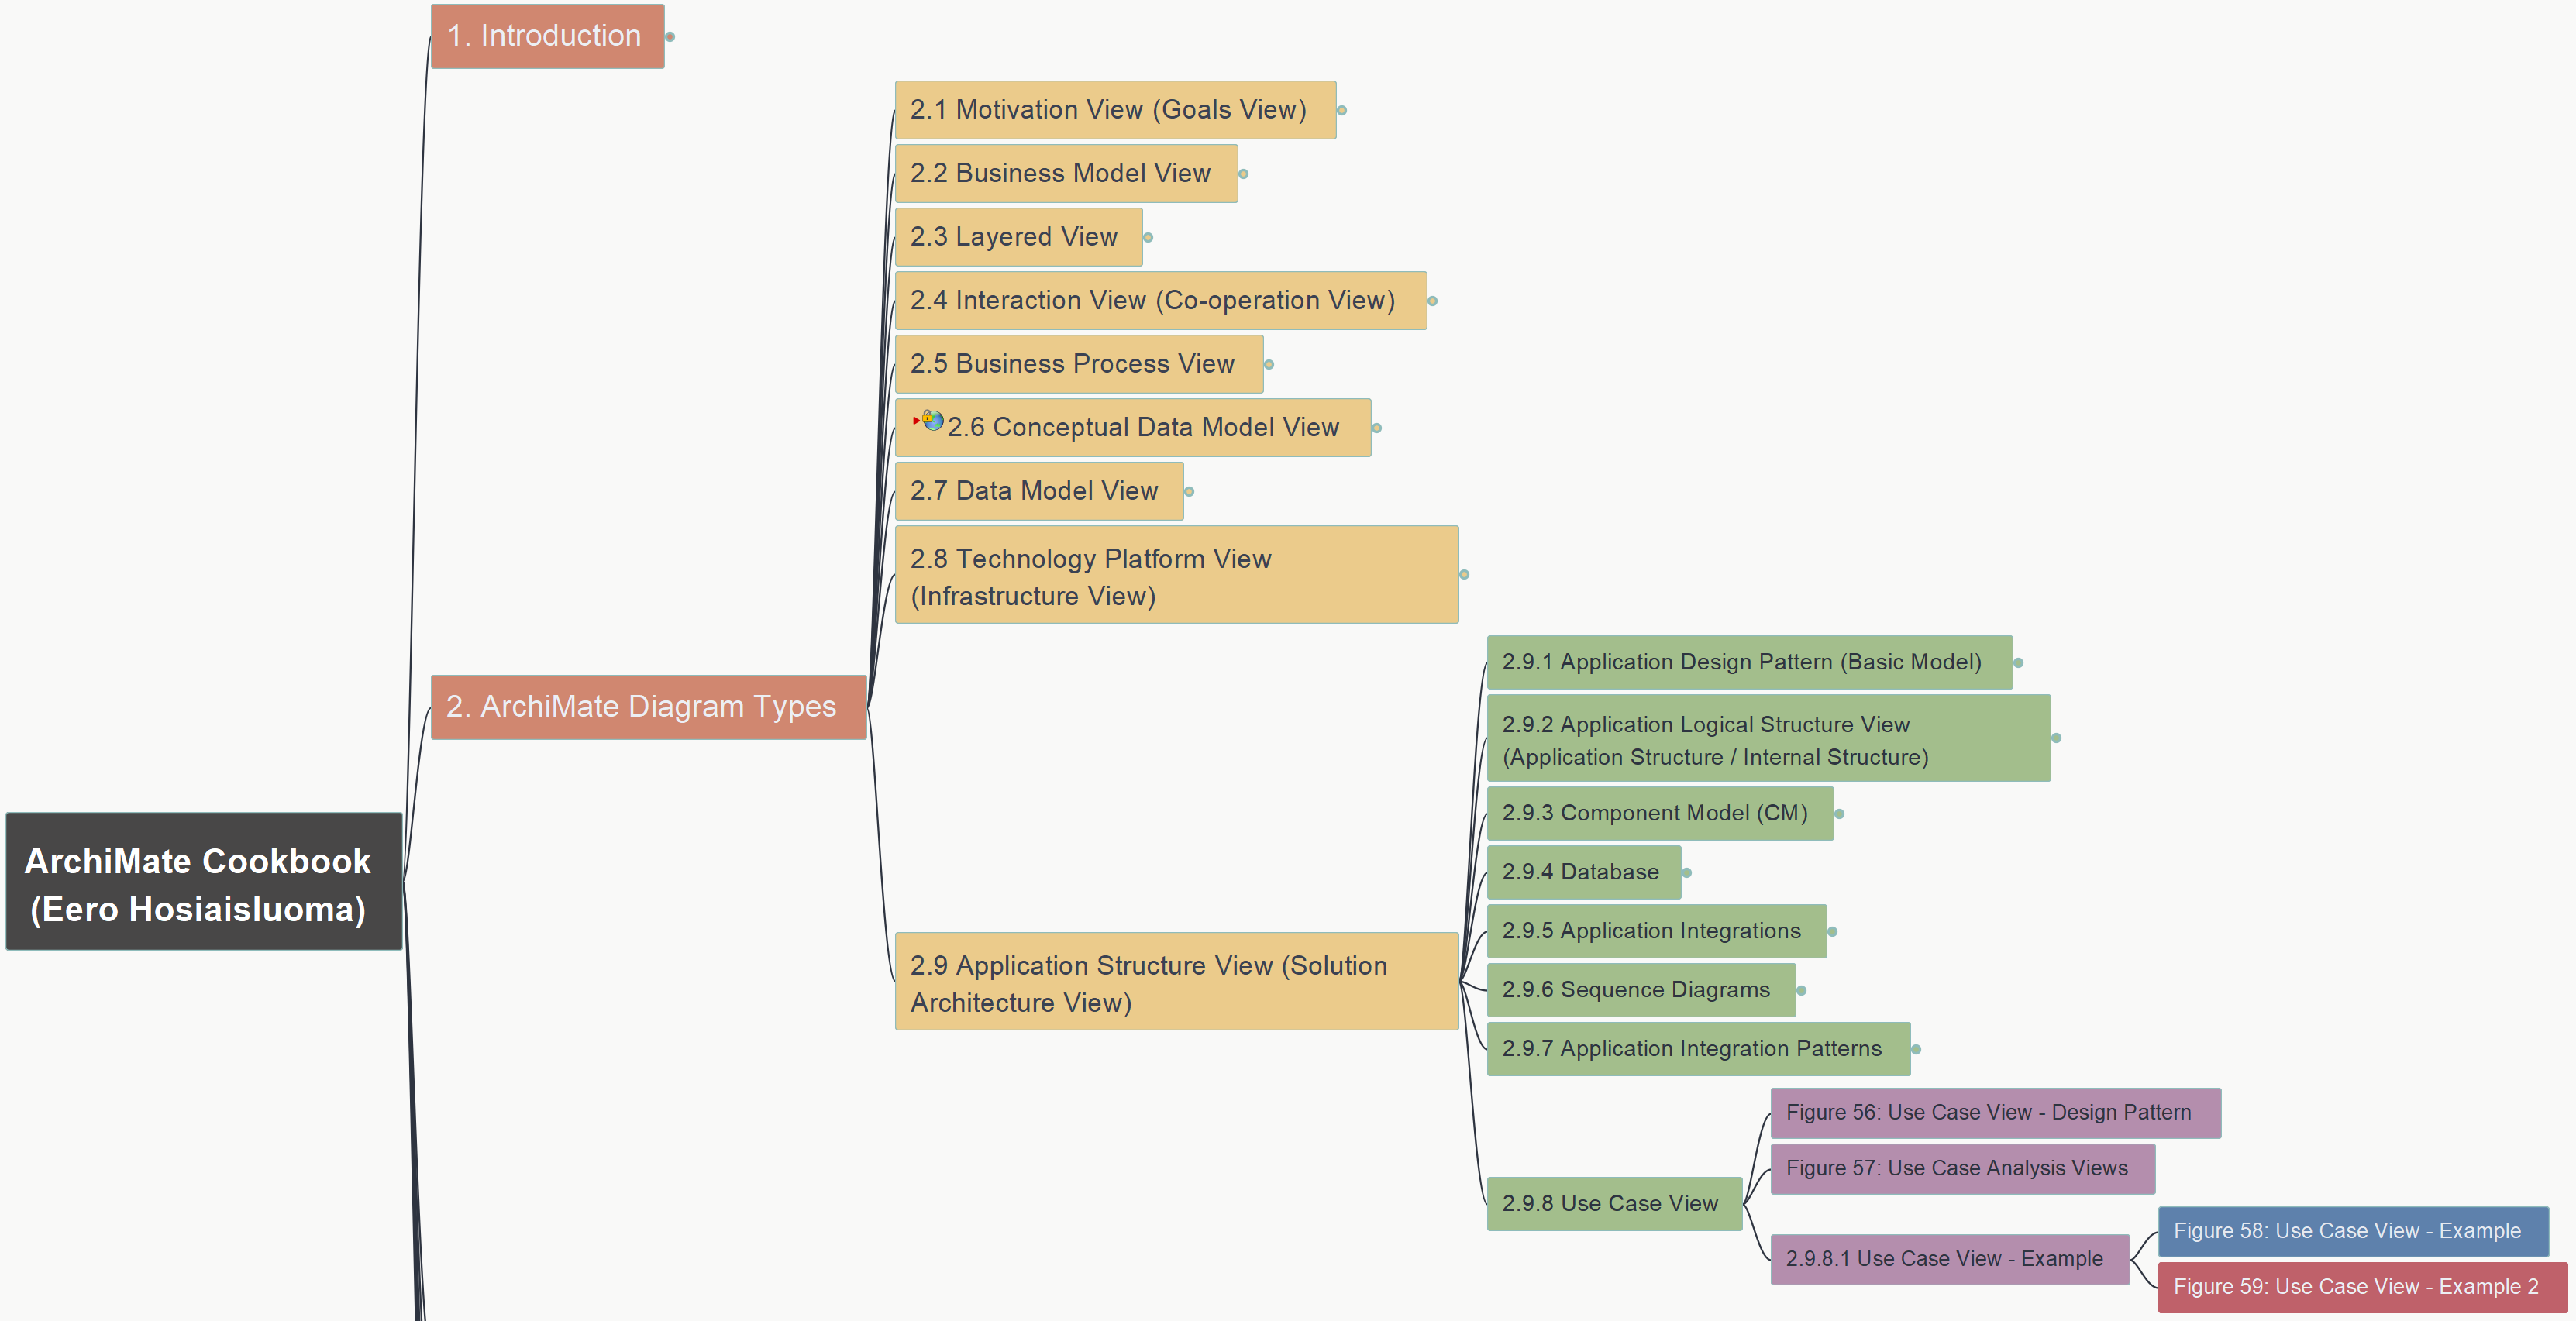 1. Introduction
2.1 Motivation View (Goals View)
2.2 Business Model View
2.3 Layered View
2.4 Interaction View (Co-operation View)
2.5 Business Process View
2.6 Conceptual Data Model View
2.7 Data Model View
2.8 Technology Platform View
(Infrastructure View)
2. ArchiMate Diagram Types
ArchiMate Cookbook
(Eero Hosiaisluoma)
2.9 Application Structure View (Solution
Architecture View)
2.9.1 Application Design Pattern (Basic Model)
2.9.2 Application Logical Structure View
(Application Structure / Internal Structure)
2.9.3 Component Model (CM)
2.9.4 Database
2.9.5 Application Integrations
2.9.6 Sequence Diagrams
2.9.7 Application Integration Patterns
2.9.8 Use Case View
Figure 56: Use Case View - Design Pattern
Figure 57: Use Case Analysis Views
2.9.8.1 Use Case View - Example
Figure 58: Use Case View - Example
Figure 59: Use Case View - Example 2